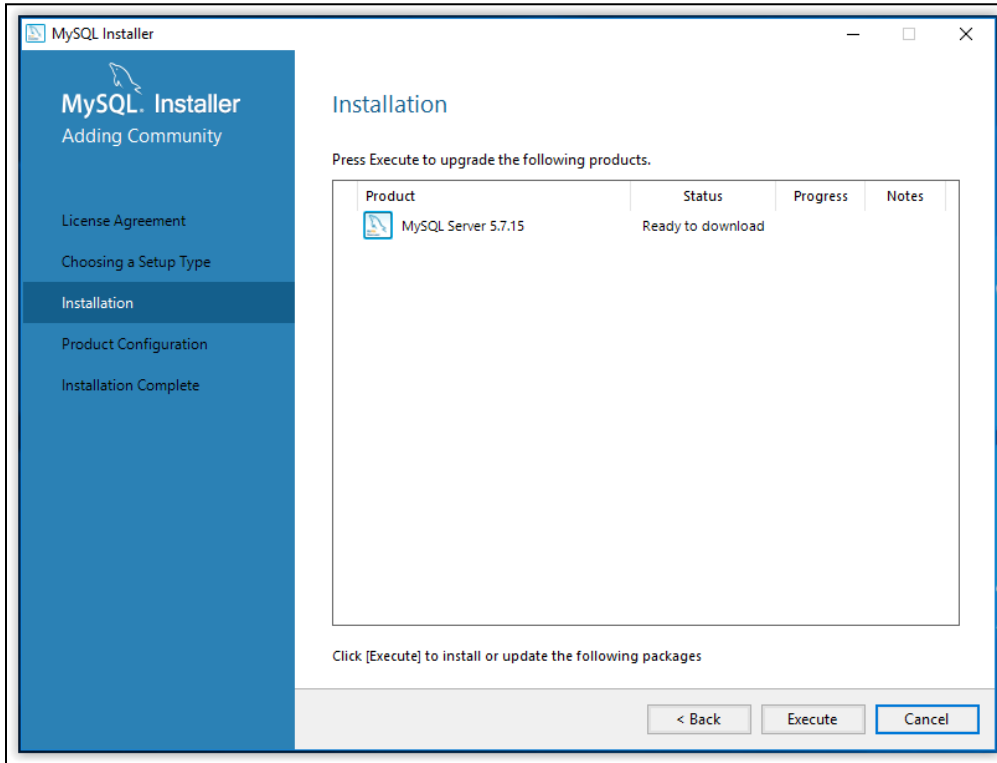 MySQL Installer
MySQL. Installer
Adding Community
License Agreement
Choosing a Setup Type
Installation
Product Configuration
Installation Complete
Installation
Press Execute to upgrade the following products.
Product Status Progress Notes
MySQL Server 5.7.15 Ready to download
Click [Execute] to install or update the following packages
< Back Execute Cancel